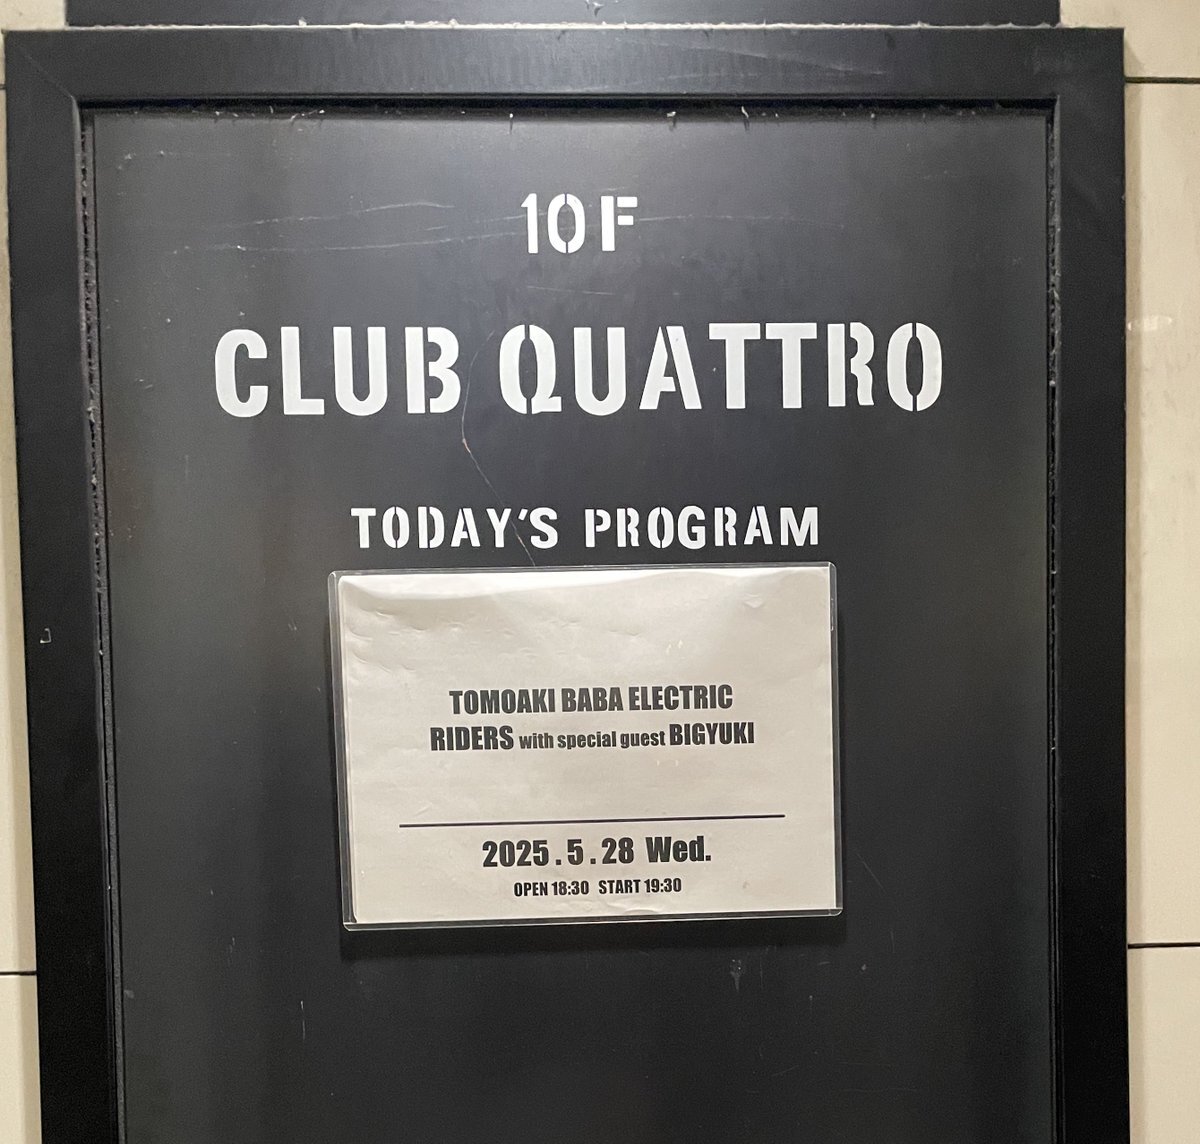 10F
CLUB QUATTRO
TODAY'S PROGRAM
TOMOAKI BABA ELECTRIC
RIDERS with special guest BIGYUKI
2025.5.28 Wed.
OPEN 18:30 START 19:30